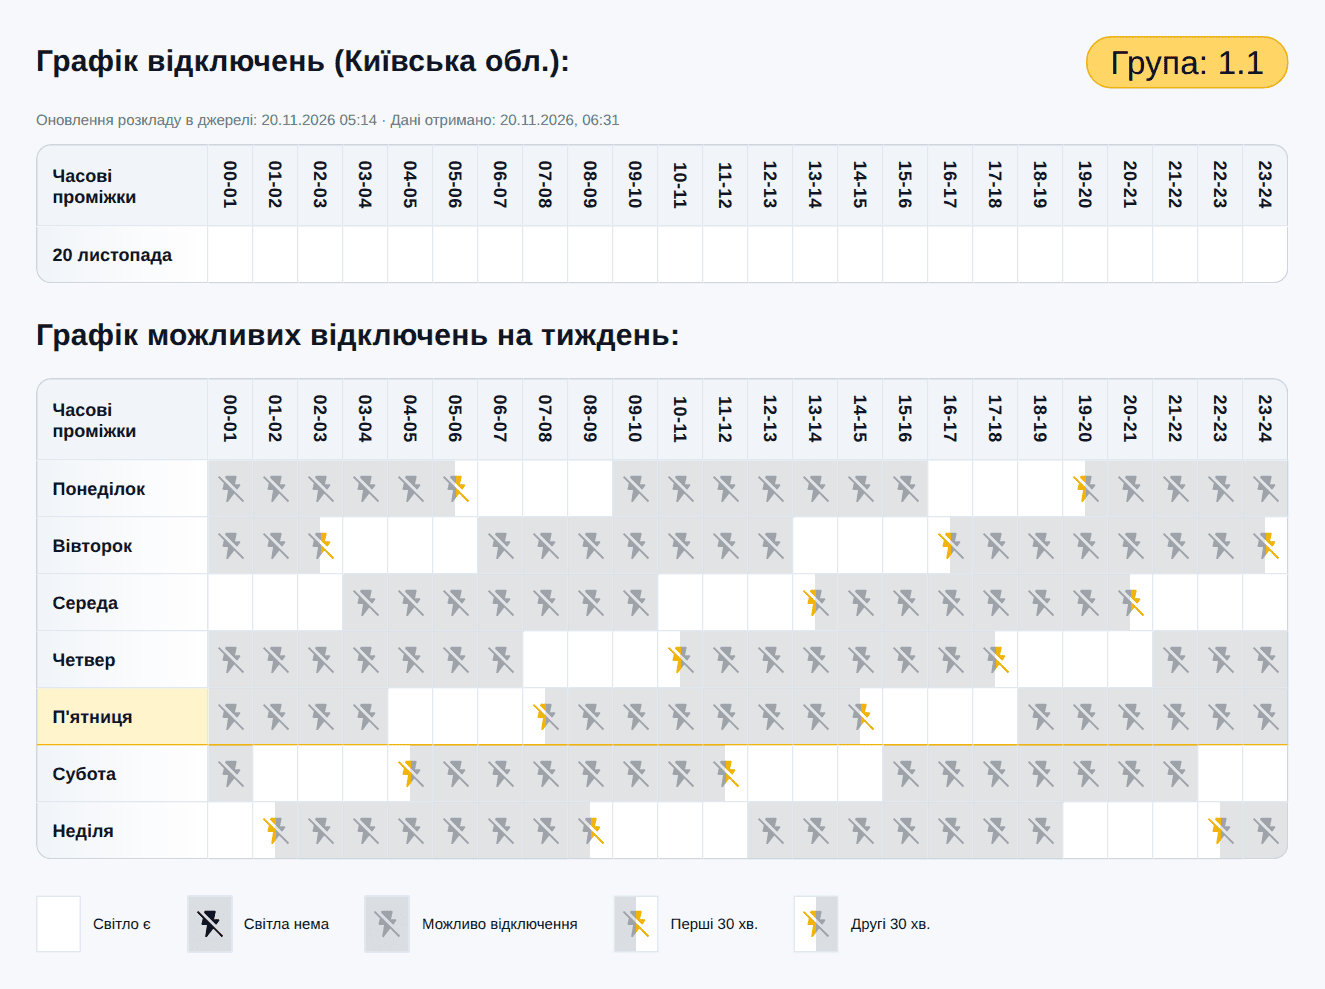 Графік відключень (Київська обл.):
Група: 1.1
Оновлення розкладу в джерелі: 20.11.2026 05:14 · Дані отримано: 20.11.2026, 06:31
Часові проміжки 00-01 01-02 02-03 03-04 04-05 05-06 06-07 07-08 08-09 09-10 10-11 11-12 12-13 13-14 14-15 15-16 16-17 17-18 18-19 19-20 20-21 21-22 22-23 23-24
20 листопада
Графік можливих відключень на тиждень:
Часові проміжки 00-01 01-02 02-03 03-04 04-05 05-06 06-07 07-08 08-09 09-10 10-11 11-12 12-13 13-14 14-15 15-16 16-17 17-18 18-19 19-20 20-21 21-22 22-23 23-24
Понеділок
Вівторок
Середа
Четвер
П'ятниця
Субота
Неділя
Світло є Світла нема Можливо відключення Перші 30 хв. Другі 30 хв.